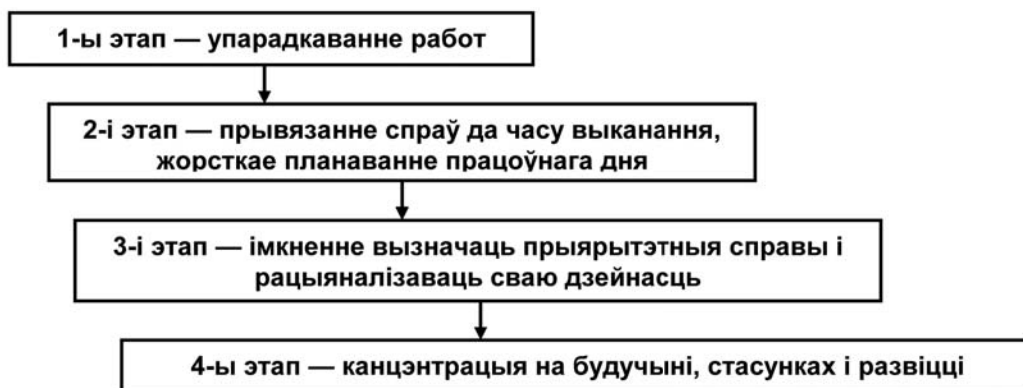 1-ы этап — упарадкаванне работ
2-і этап — прывязанне спраў да часу выканання,
жорсткае планаванне працоўнага дня
3-і этап — імкненне вызначаць прыярытэтныя справы і
рацыяналізаваць сваю дзейнасць
4-ы этап — канцэнтрацыя на будучыні, стасунках і развіцці